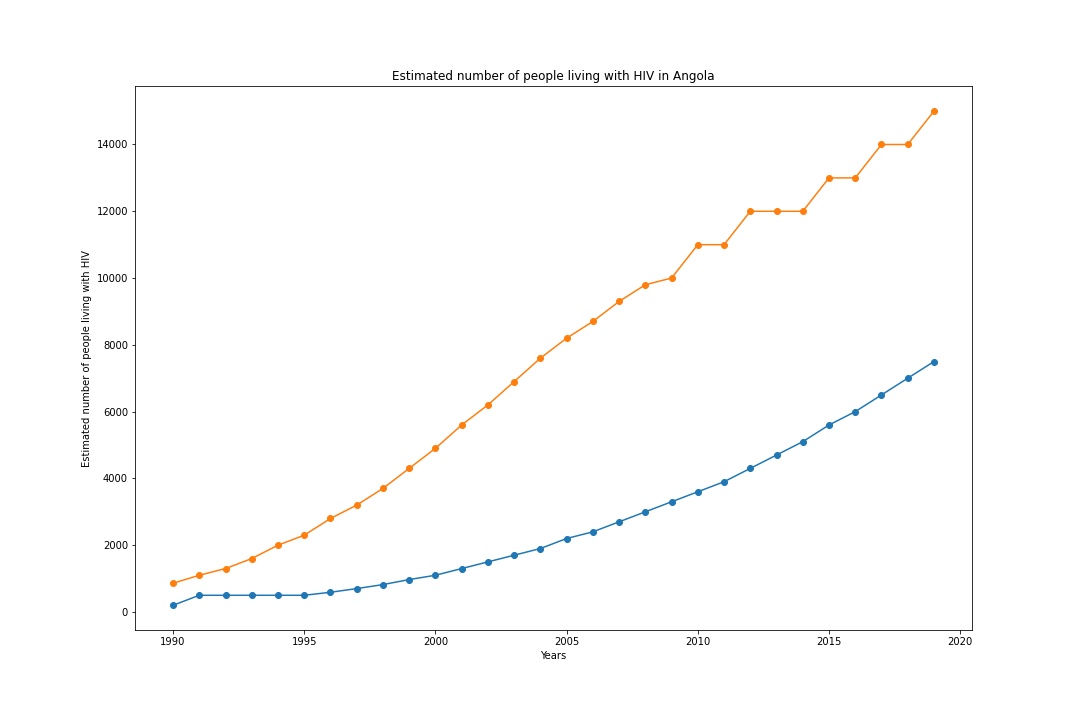 Estimated number of people living with HIV in Angola
Estimated number of people living with HIV
14000
12000
10000
8000
6000
4000
2000
0
1990 1995 2000 2005 2010 2015 2020
Years